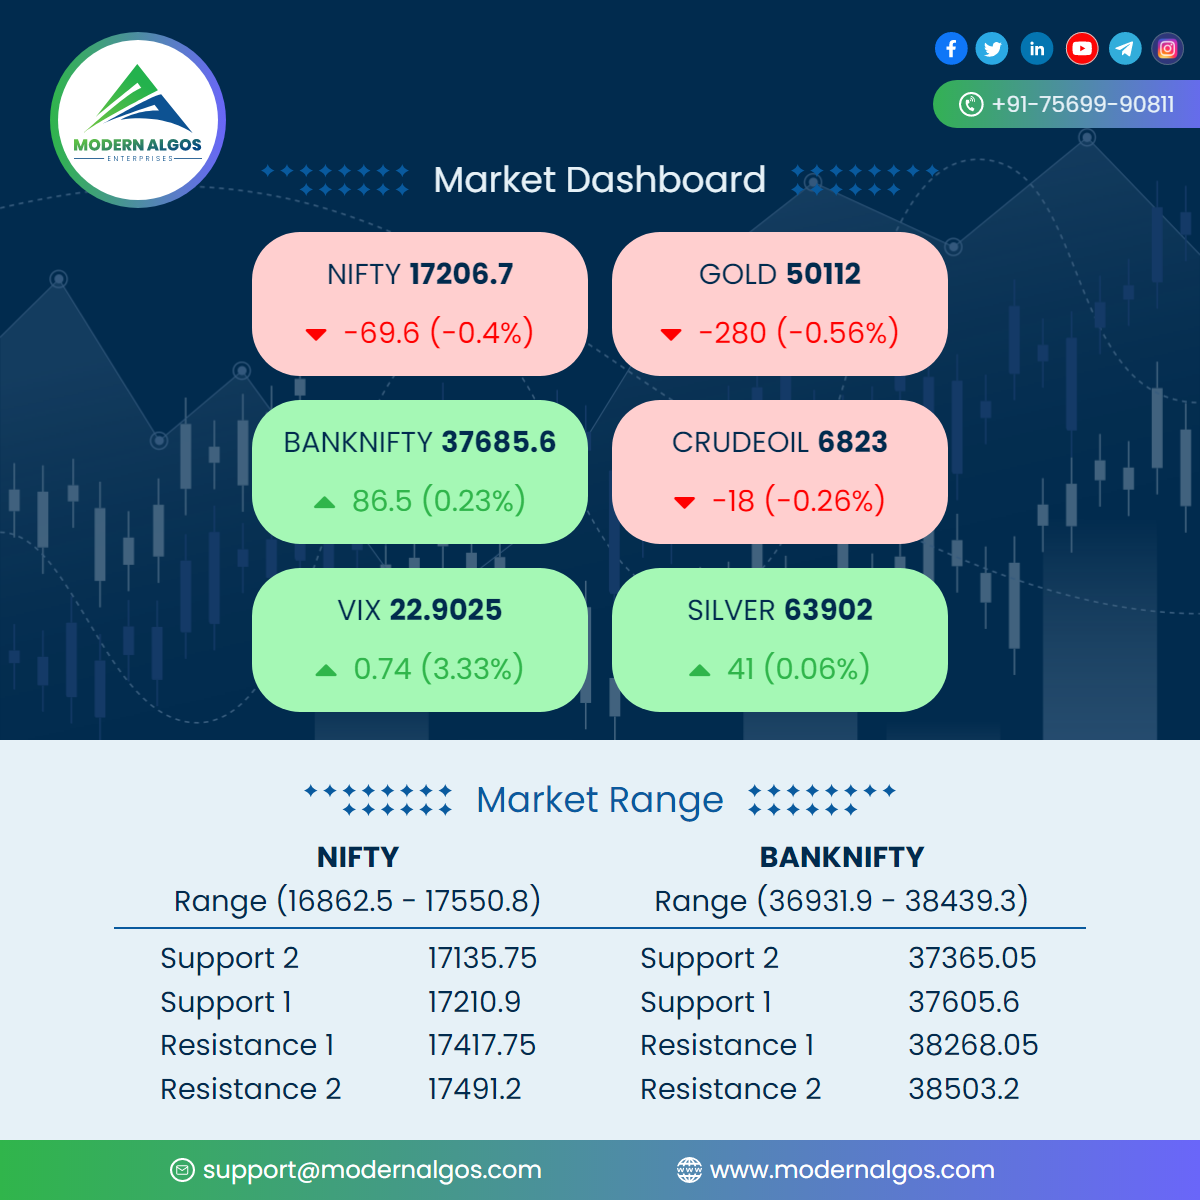 MODERN ALGOS
ENTERPRISES
+91-75699-90811
Market Dashboard
NIFTY 17206.7
-69.6 (-0.4%)
GOLD 50112
-280 (-0.56%)
BANKNIFTY 37685.6
86.5 (0.23%)
CRUDEOIL 6823
-18 (-0.26%)
VIX 22.9025
0.74 (3.33%)
SILVER 63902
41 (0.06%)
Market Range
NIFTY
Range (16862.5 - 17550.8)
Support 2 17135.75
Support 1 17210.9
Resistance 1 17417.75
Resistance 2 17491.2
BANKNIFTY
Range (36931.9 - 38439.3)
Support 2 37365.05
Support 1 37605.6
Resistance 1 38268.05
Resistance 2 38503.2
support@modernalgos.com
www.modernalgos.com